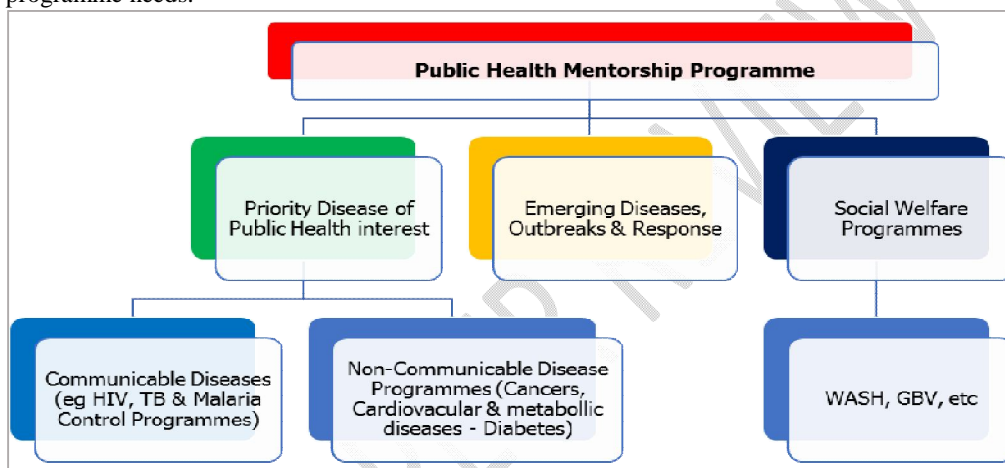 programme needs.
Public Health Mentorship Programme
Priority Disease of
Public Health interest
Emerging Diseases,
Outbreaks & Response
Social Welfare
Programmes
Communicable Diseases
(eg HIV, TB & Malaria
Control Programmes)
Non-Communicable Disease
Programmes (Cancers,
Cardiovacular & metabollic
diseases - Diabetes)
WASH, GBV, etc